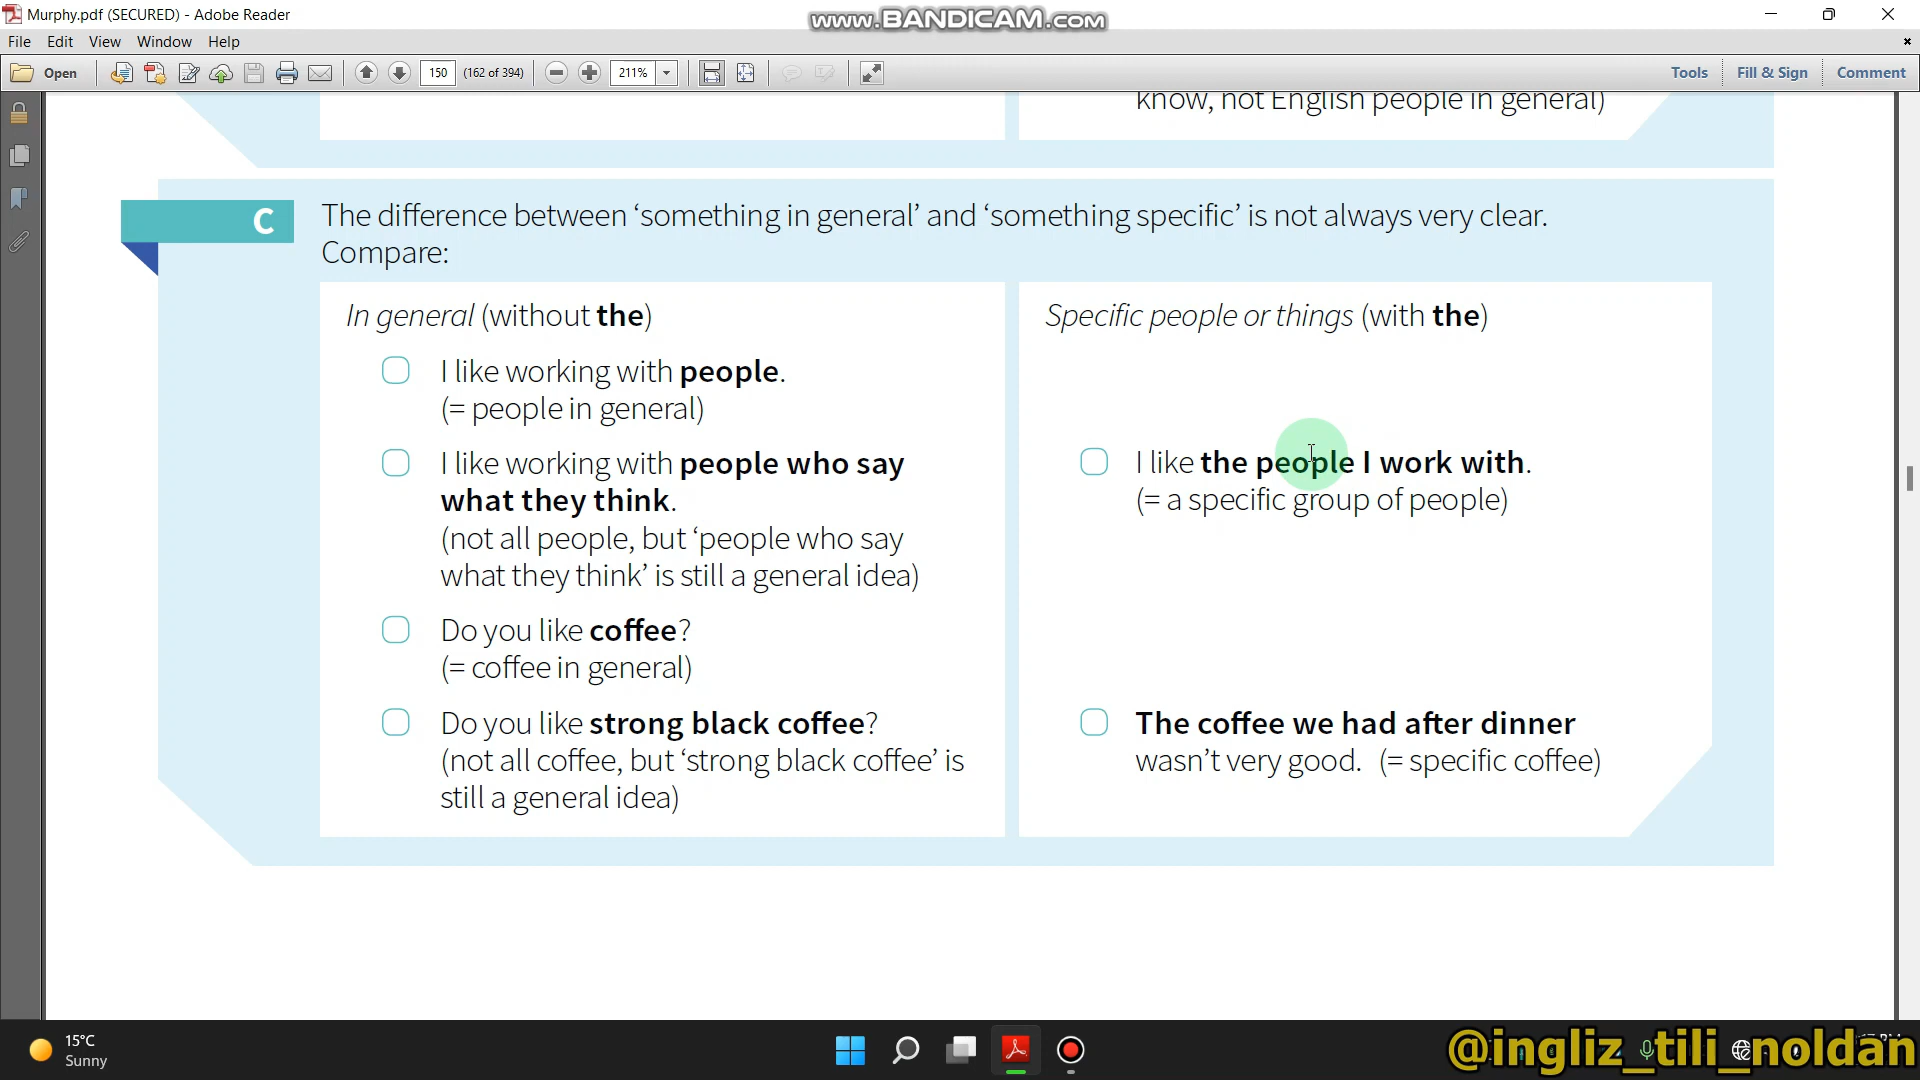 Murphy.pdf (SECURED) - Adobe Reader
www.BANDICAM.com
File Edit View Window Help
Open 150 (162 of 394) 211% Tools Fill & Sign Comment
know, not English people in general)
C The difference between ‘something in general’ and ‘something specific’ is not always very clear.
Compare:
In general (without the)
I like working with people.
(= people in general)
I like working with people who say
what they think.
(not all people, but ‘people who say
what they think’ is still a general idea)
Do you like coffee?
(= coffee in general)
Do you like strong black coffee?
(not all coffee, but ‘strong black coffee’ is
still a general idea)
Specific people or things (with the)
I like the people I work with.
(= a specific group of people)
The coffee we had after dinner
wasn’t very good. (= specific coffee)
15°C
Sunny
@ingliz_tili_noldan